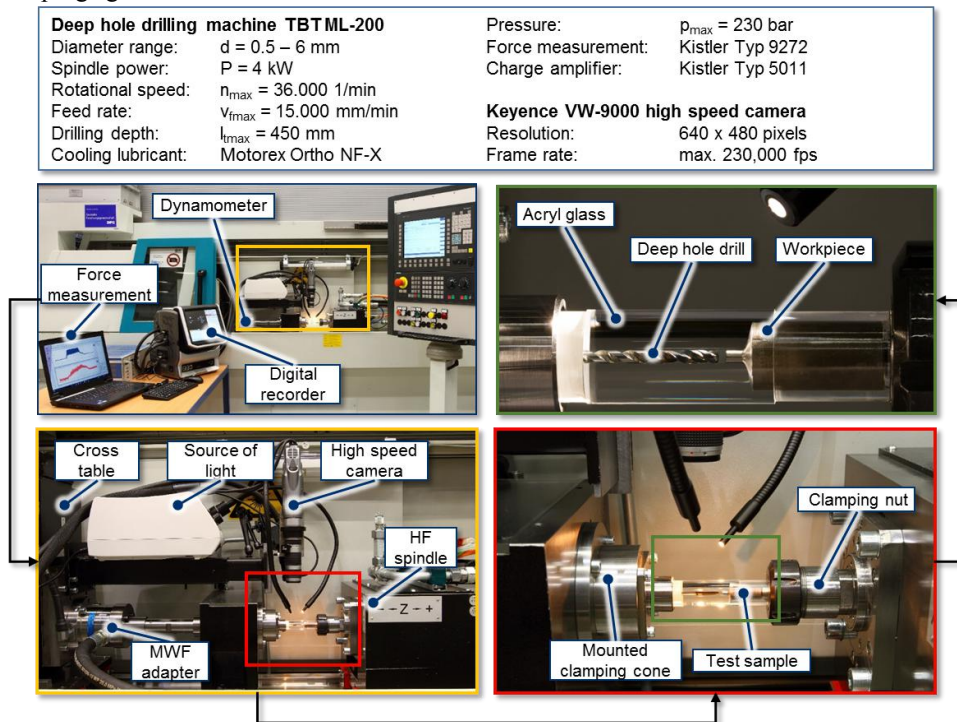 Deep hole drilling machine TBT ML-200
Diameter range: d = 0.5 – 6 mm
Spindle power: P = 4 kW
Rotational speed: nmax = 36.000 1/min
Feed rate: vfmax = 15.000 mm/min
Drilling depth: ltmax = 450 mm
Cooling lubricant: Motorex Ortho NF-X
Pressure: pmax = 230 bar
Force measurement: Kistler Typ 9272
Charge amplifier: Kistler Typ 5011
Keyence VW-9000 high speed camera
Resolution: 640 x 480 pixels
Frame rate: max. 230,000 fps
Dynamometer
Force
measurement
Digital
recorder
Acryl glass
Deep hole drill
Workpiece
Cross
table
Source of
light
High speed
camera
HF
spindle
- Z - +
MWF
adapter
Clamping nut
Mounted
clamping cone
Test sample